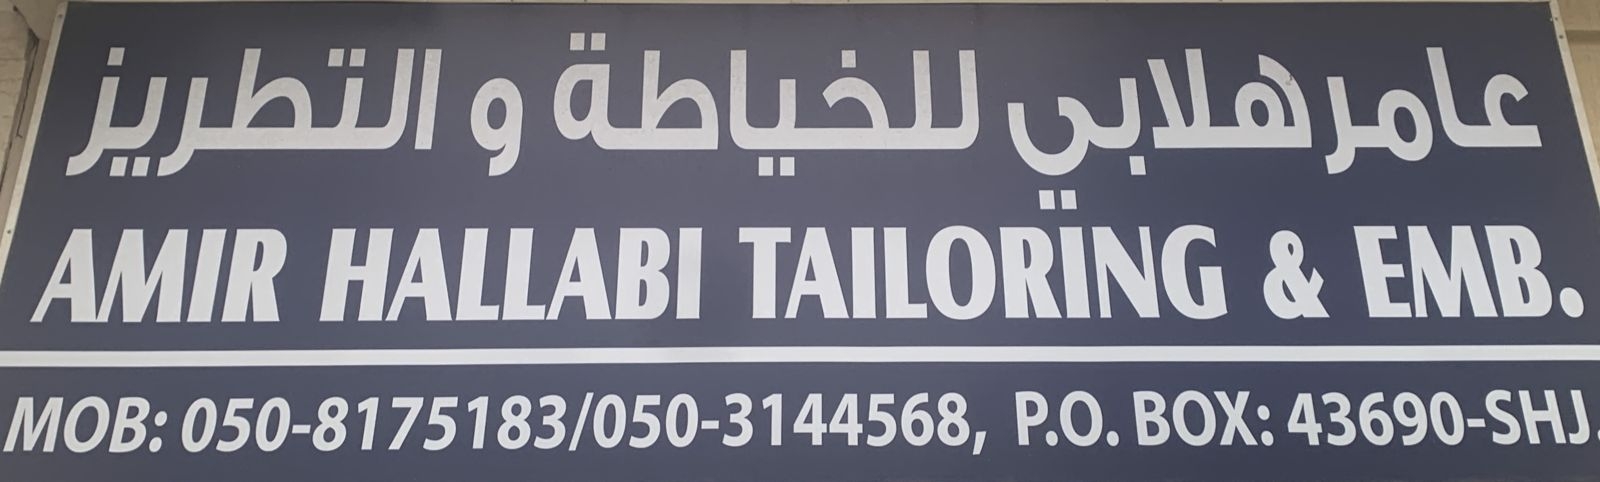 عامر هلابي للخياطة و التطريز
AMIR HALLABI TAILORING & EMB.
MOB: 050-8175183/050-3144568, P.O. BOX: 43690-SHJ.